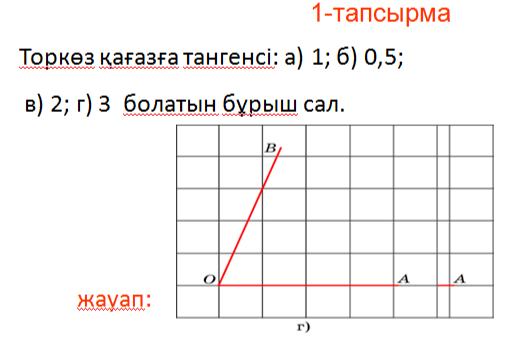 1-тапсырма
Торкөз қағазға тангенсі: а) 1; б) 0,5;
в) 2; г) 3 болатын бұрыш сал.
B
O A A
жауап:
г)